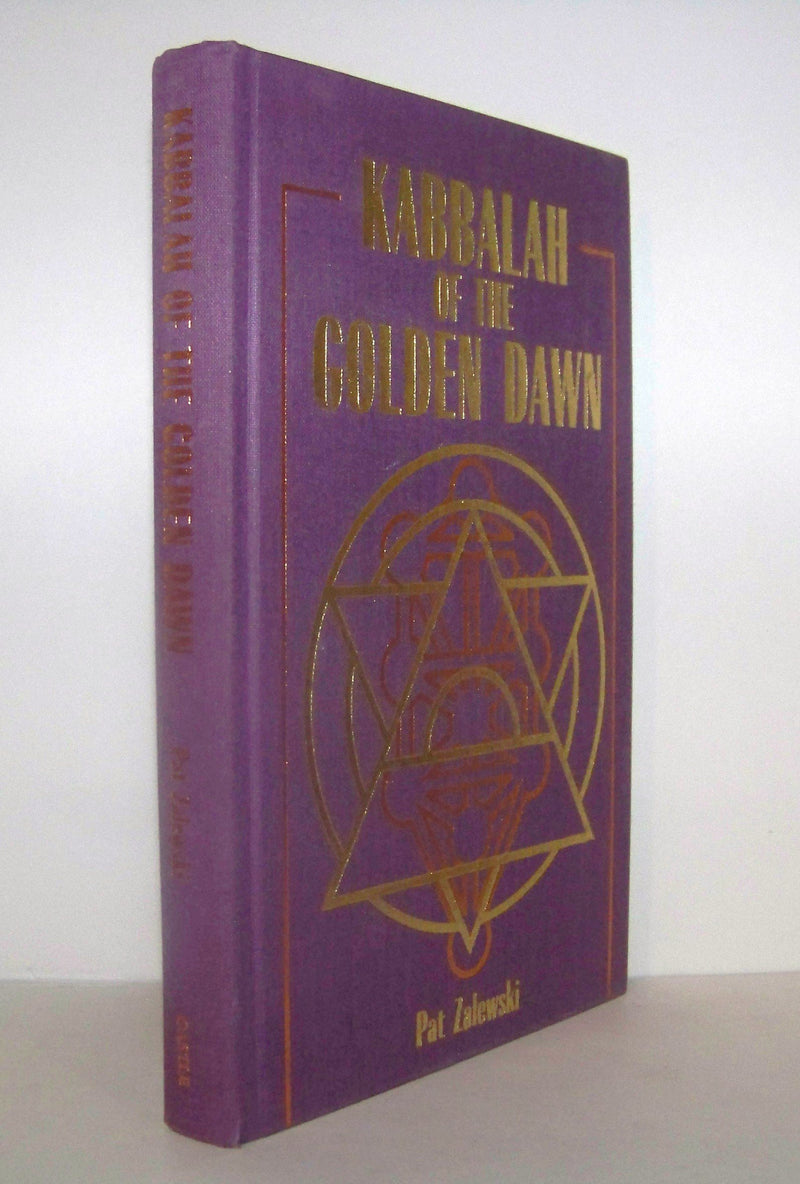 KABBALAH
OF THE
GOLDEN DAWN
Pat Zalewski
KABBALAH OF THE GOLDEN DAWN
Pat Zalewski